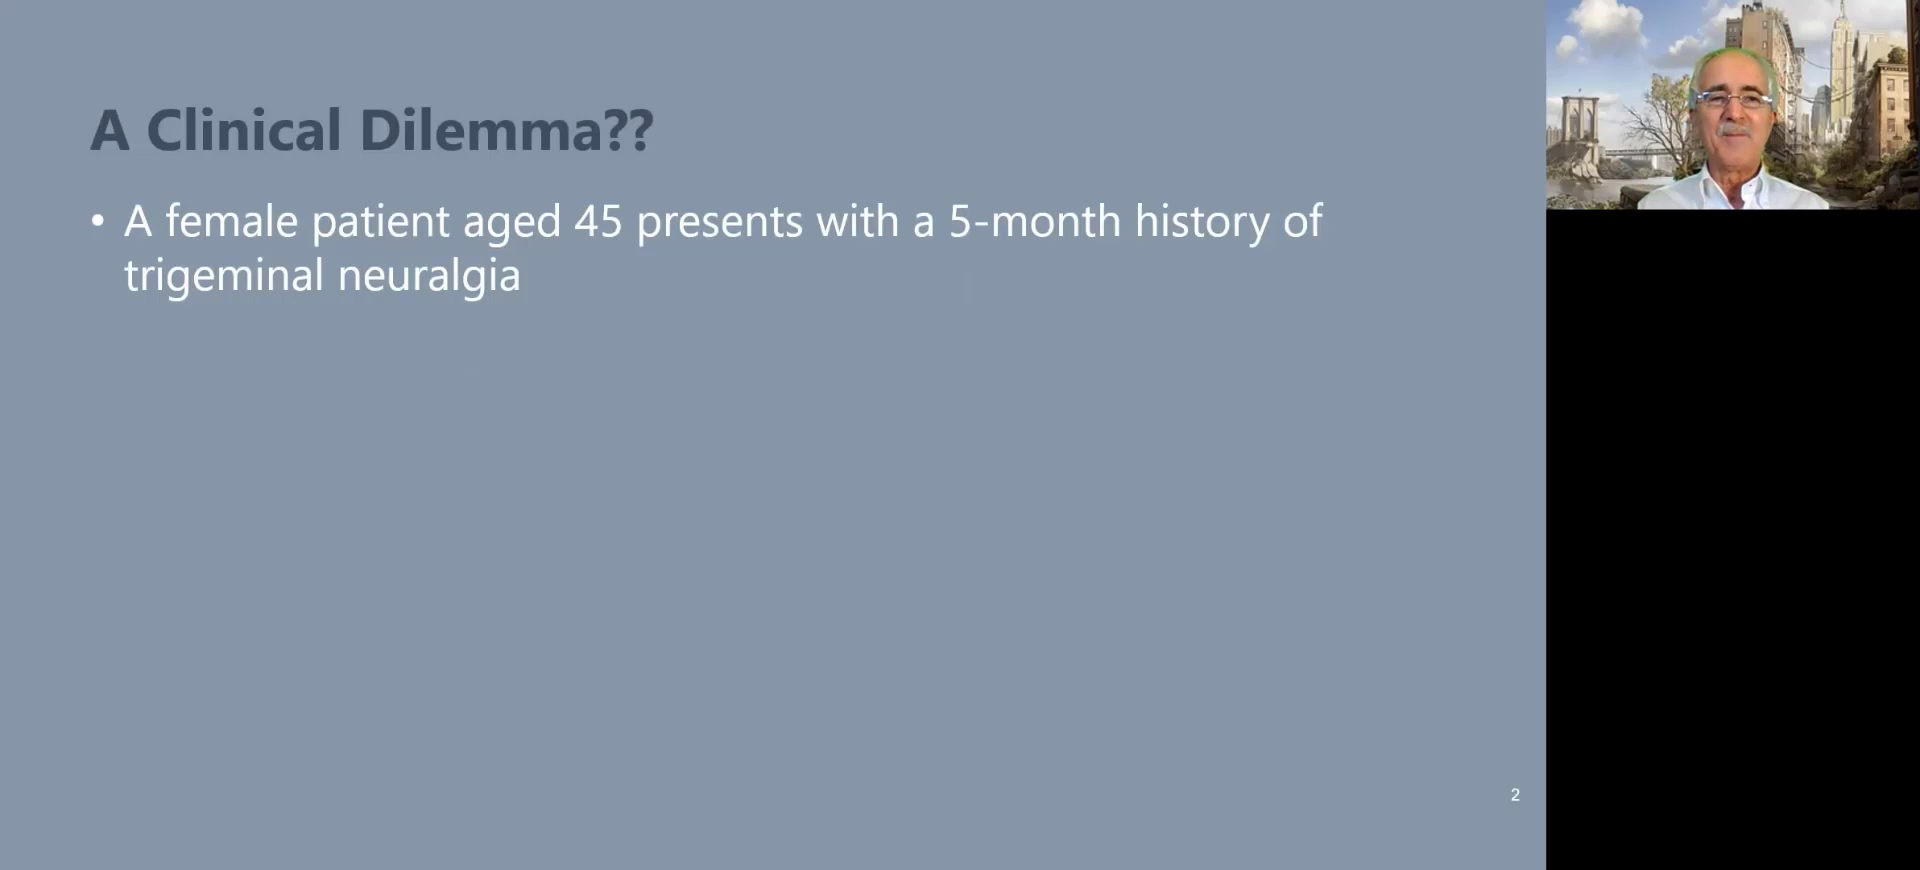 A Clinical Dilemma??
• A female patient aged 45 presents with a 5-month history of
trigeminal neuralgia
2